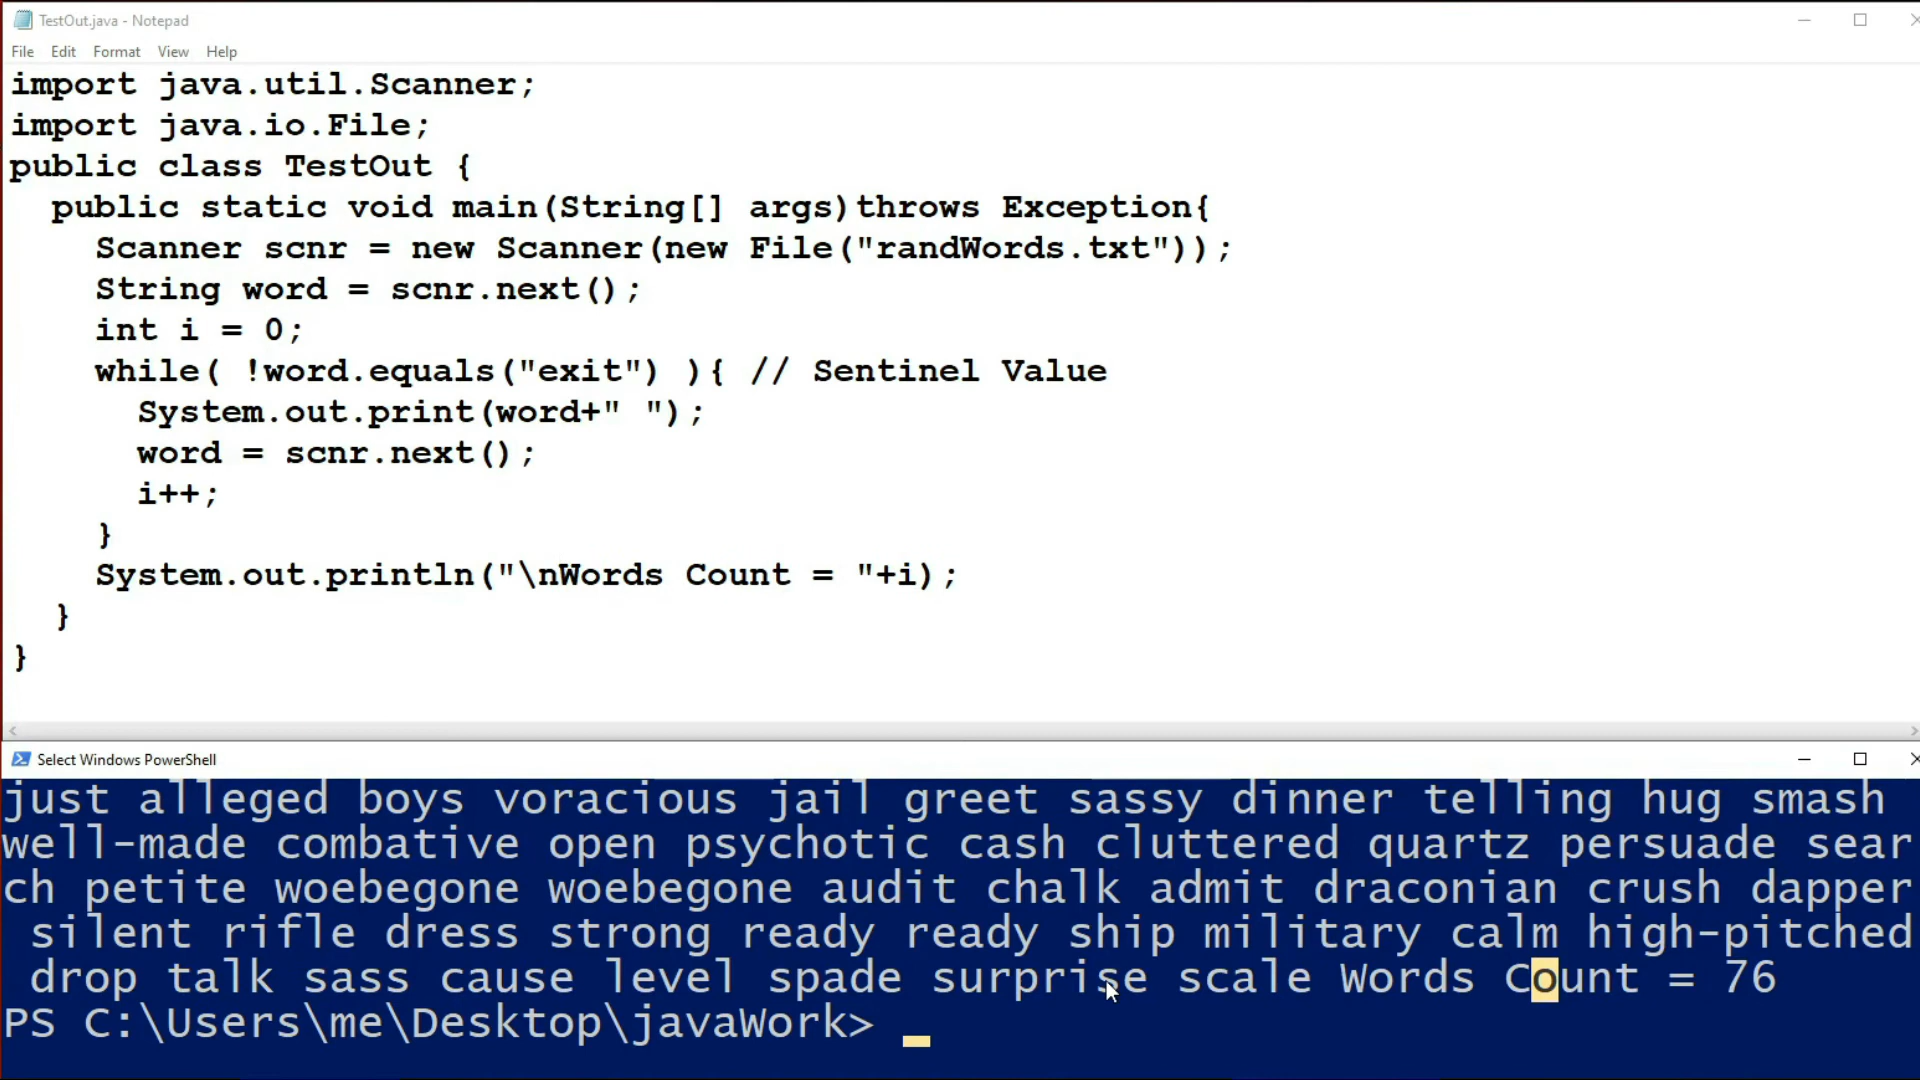 TestOut.java - Notepad
File Edit Format View Help
import java.util.Scanner;
import java.io.File;
public class TestOut {
public static void main(String[] args)throws Exception{
Scanner scnr = new Scanner(new File("randWords.txt"));
String word = scnr.next();
int i = 0;
while( !word.equals("exit") ){ // Sentinel Value
System.out.print(word+" ");
word = scnr.next();
i++;
}
System.out.println("\nWords Count = "+i);
}
}
Select Windows PowerShell
just alleged boys voracious jail greet sassy dinner telling hug smash
well-made combative open psychotic cash cluttered quartz persuade sear
ch petite woebegone woebegone audit chalk admit draconian crush dapper
silent rifle dress strong ready ready ship military calm high-pitched
drop talk sass cause level spade surprise scale Words Count = 76
PS C:\Users\me\Desktop\javaWork>